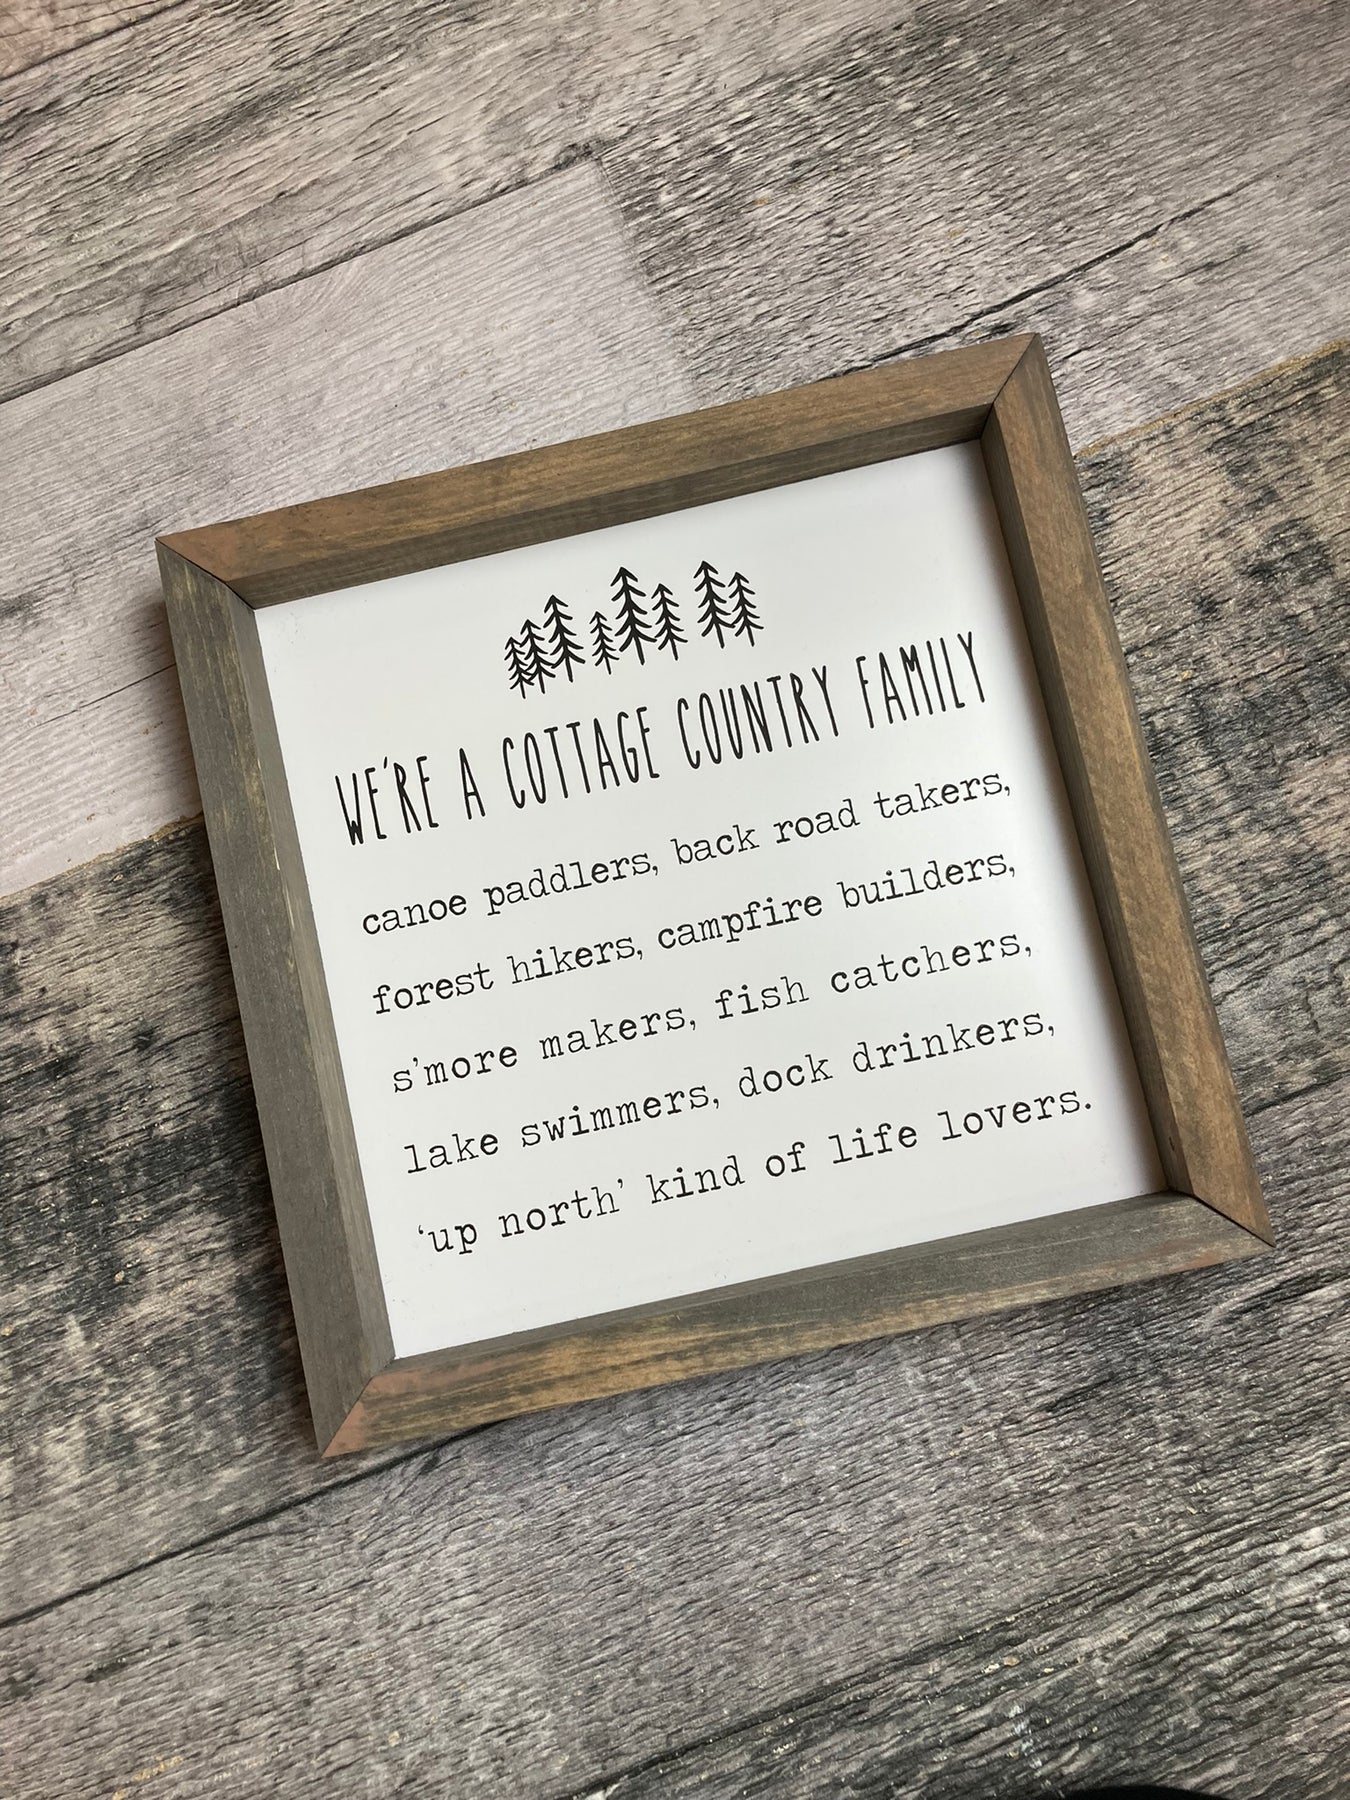 WE'RE A COTTAGE COUNTRY FAMILY
canoe paddlers, back road takers,
forest hikers, campfire builders,
s'more makers, fish catchers,
lake swimmers, dock drinkers,
‘up north’ kind of life lovers.